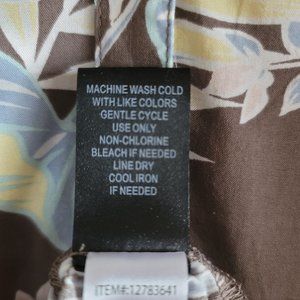 MACHINE WASH COLD
WITH LIKE COLORS
GENTLE CYCLE
USE ONLY
NON-CHLORINE
BLEACH IF NEEDED
LINE DRY
COOL IRON
IF NEEDED
ITEM#:12783641